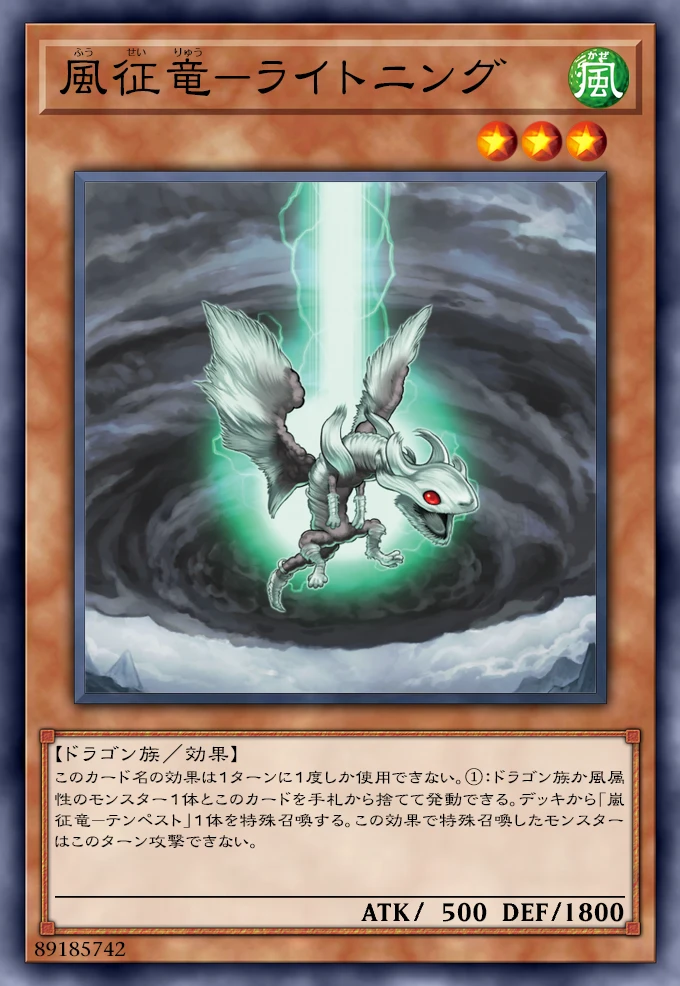 ふう せい りゅう
風征竜－ライトニング
かぜ
風
【ドラゴン族／効果】
このカード名の効果は１ターンに１度しか使用できない。①：ドラゴン族か風属
性のモンスター１体とこのカードを手札から捨てて発動できる。デッキから「嵐
征竜－テンペスト」１体を特殊召喚する。この効果で特殊召喚したモンスター
はこのターン攻撃できない。
ATK/ 500 DEF/1800
89185742